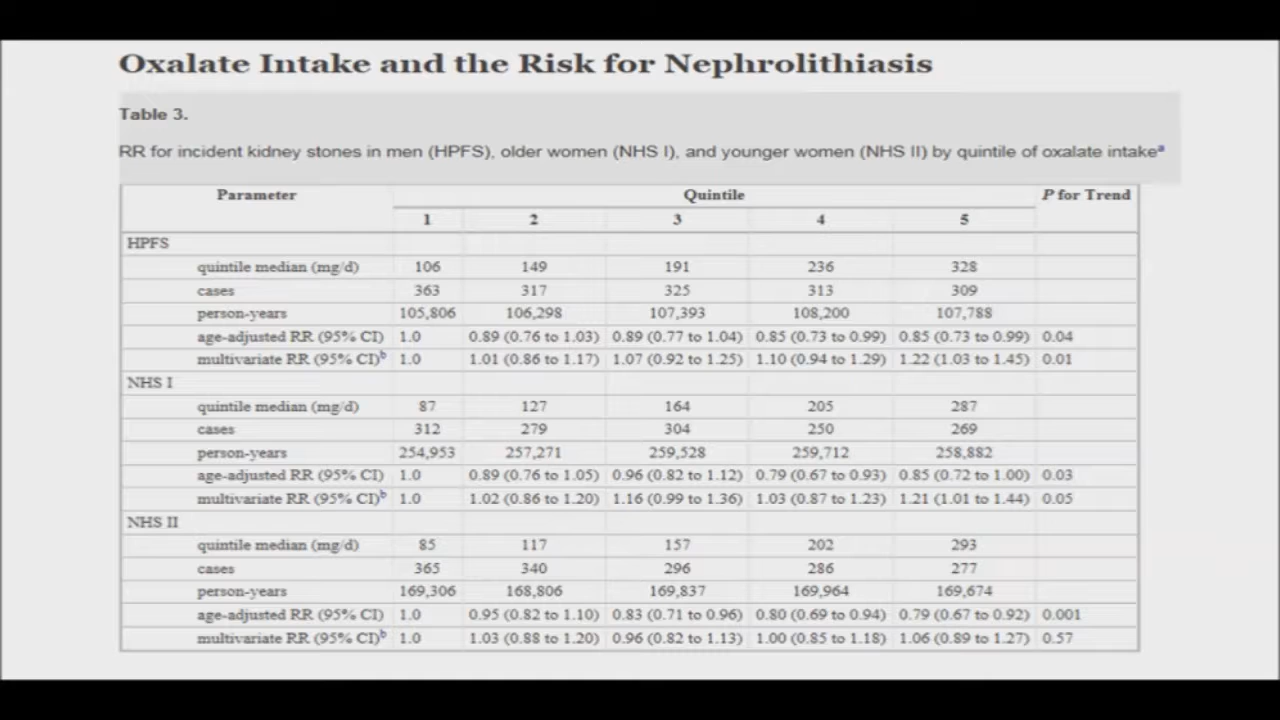 Oxalate Intake and the Risk for Nephrolithiasis
Table 3.
RR for incident kidney stones in men (HPFS), older women (NHS I), and younger women (NHS II) by quintile of oxalate intakeᵃ
Parameter Quintile P for Trend
1 2 3 4 5
HPFS
quintile median (mg/d) 106 149 191 236 328
cases 363 317 325 313 309
person-years 105,806 106,298 107,393 108,200 107,788
age-adjusted RR (95% CI) 1.0 0.89 (0.76 to 1.03) 0.89 (0.77 to 1.04) 0.85 (0.73 to 0.99) 0.85 (0.73 to 0.99) 0.04
multivariate RR (95% CI)ᵇ 1.0 1.01 (0.86 to 1.17) 1.07 (0.92 to 1.25) 1.10 (0.94 to 1.29) 1.22 (1.03 to 1.45) 0.01
NHS I
quintile median (mg/d) 87 127 164 205 287
cases 312 279 304 250 269
person-years 254,953 257,271 259,528 259,712 258,882
age-adjusted RR (95% CI) 1.0 0.89 (0.76 to 1.05) 0.96 (0.82 to 1.12) 0.79 (0.67 to 0.93) 0.85 (0.72 to 1.00) 0.03
multivariate RR (95% CI)ᵇ 1.0 1.02 (0.86 to 1.20) 1.16 (0.99 to 1.36) 1.03 (0.87 to 1.23) 1.21 (1.01 to 1.44) 0.05
NHS II
quintile median (mg/d) 85 117 157 202 293
cases 365 340 296 286 277
person-years 169,306 168,806 169,837 169,964 169,674
age-adjusted RR (95% CI) 1.0 0.95 (0.82 to 1.10) 0.83 (0.71 to 0.96) 0.80 (0.69 to 0.94) 0.79 (0.67 to 0.92) 0.001
multivariate RR (95% CI)ᵇ 1.0 1.03 (0.88 to 1.20) 0.96 (0.82 to 1.13) 1.00 (0.85 to 1.18) 1.06 (0.89 to 1.27) 0.57